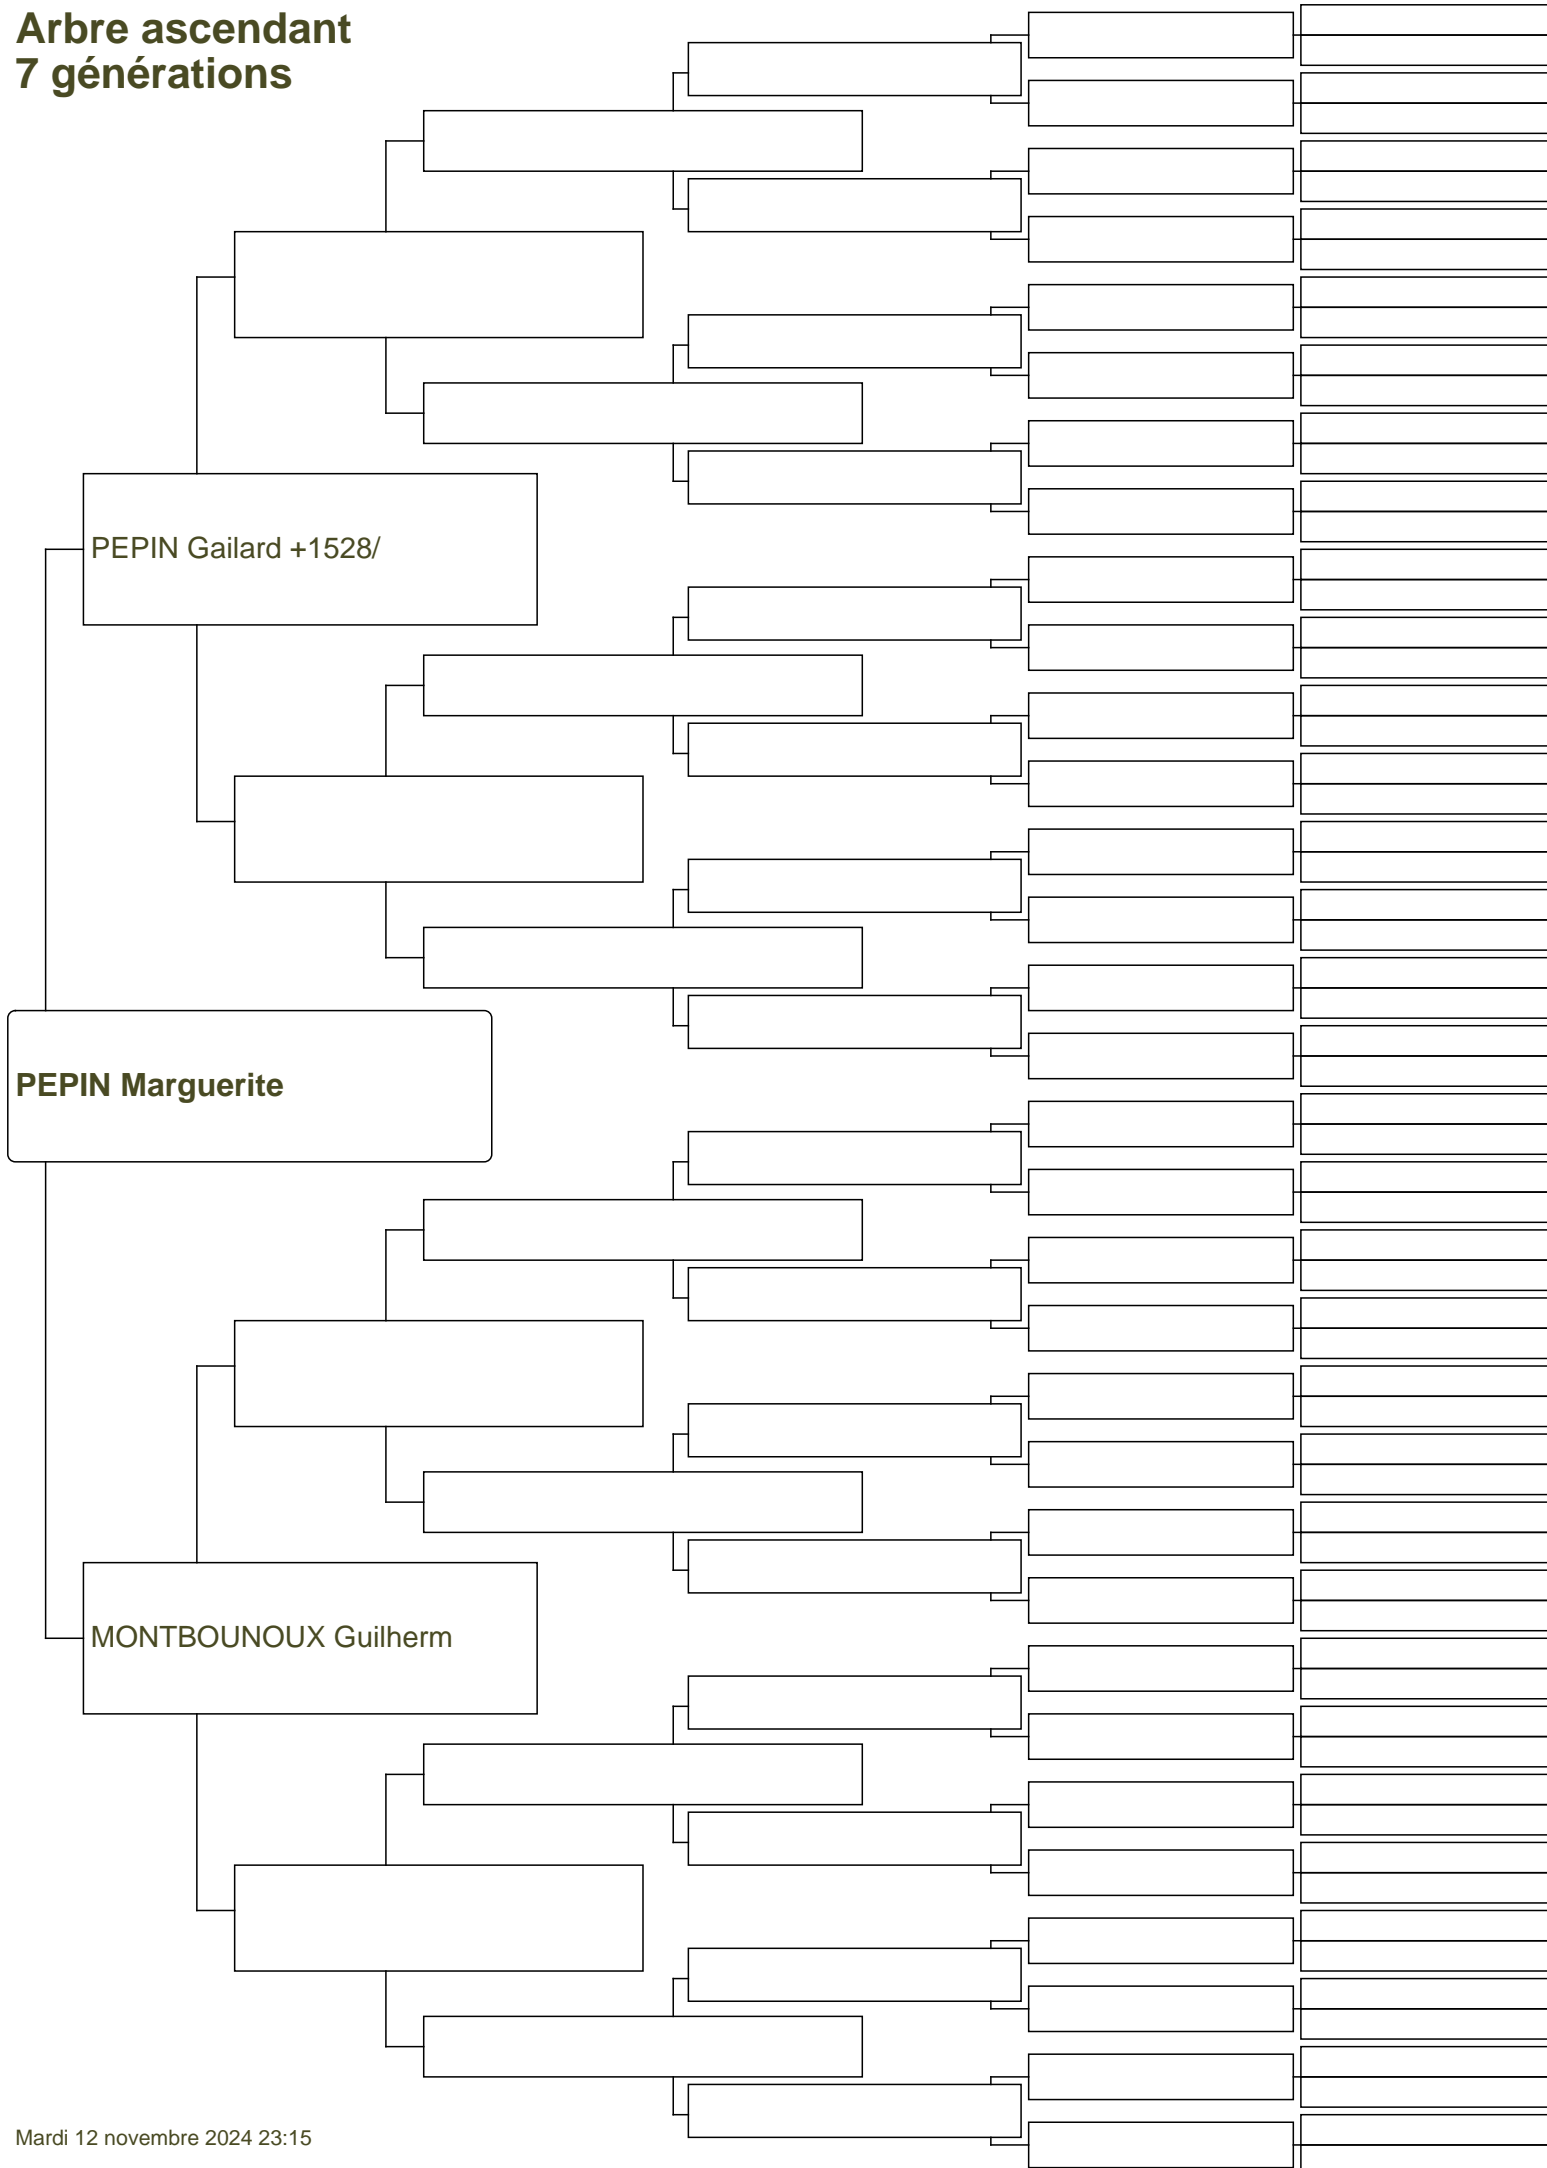 Arbre ascendant
7 générations
PEPIN Gailard +1528/
PEPIN Marguerite
MONTBOUNOUX Guilherm
Mardi 12 novembre 2024 23:15